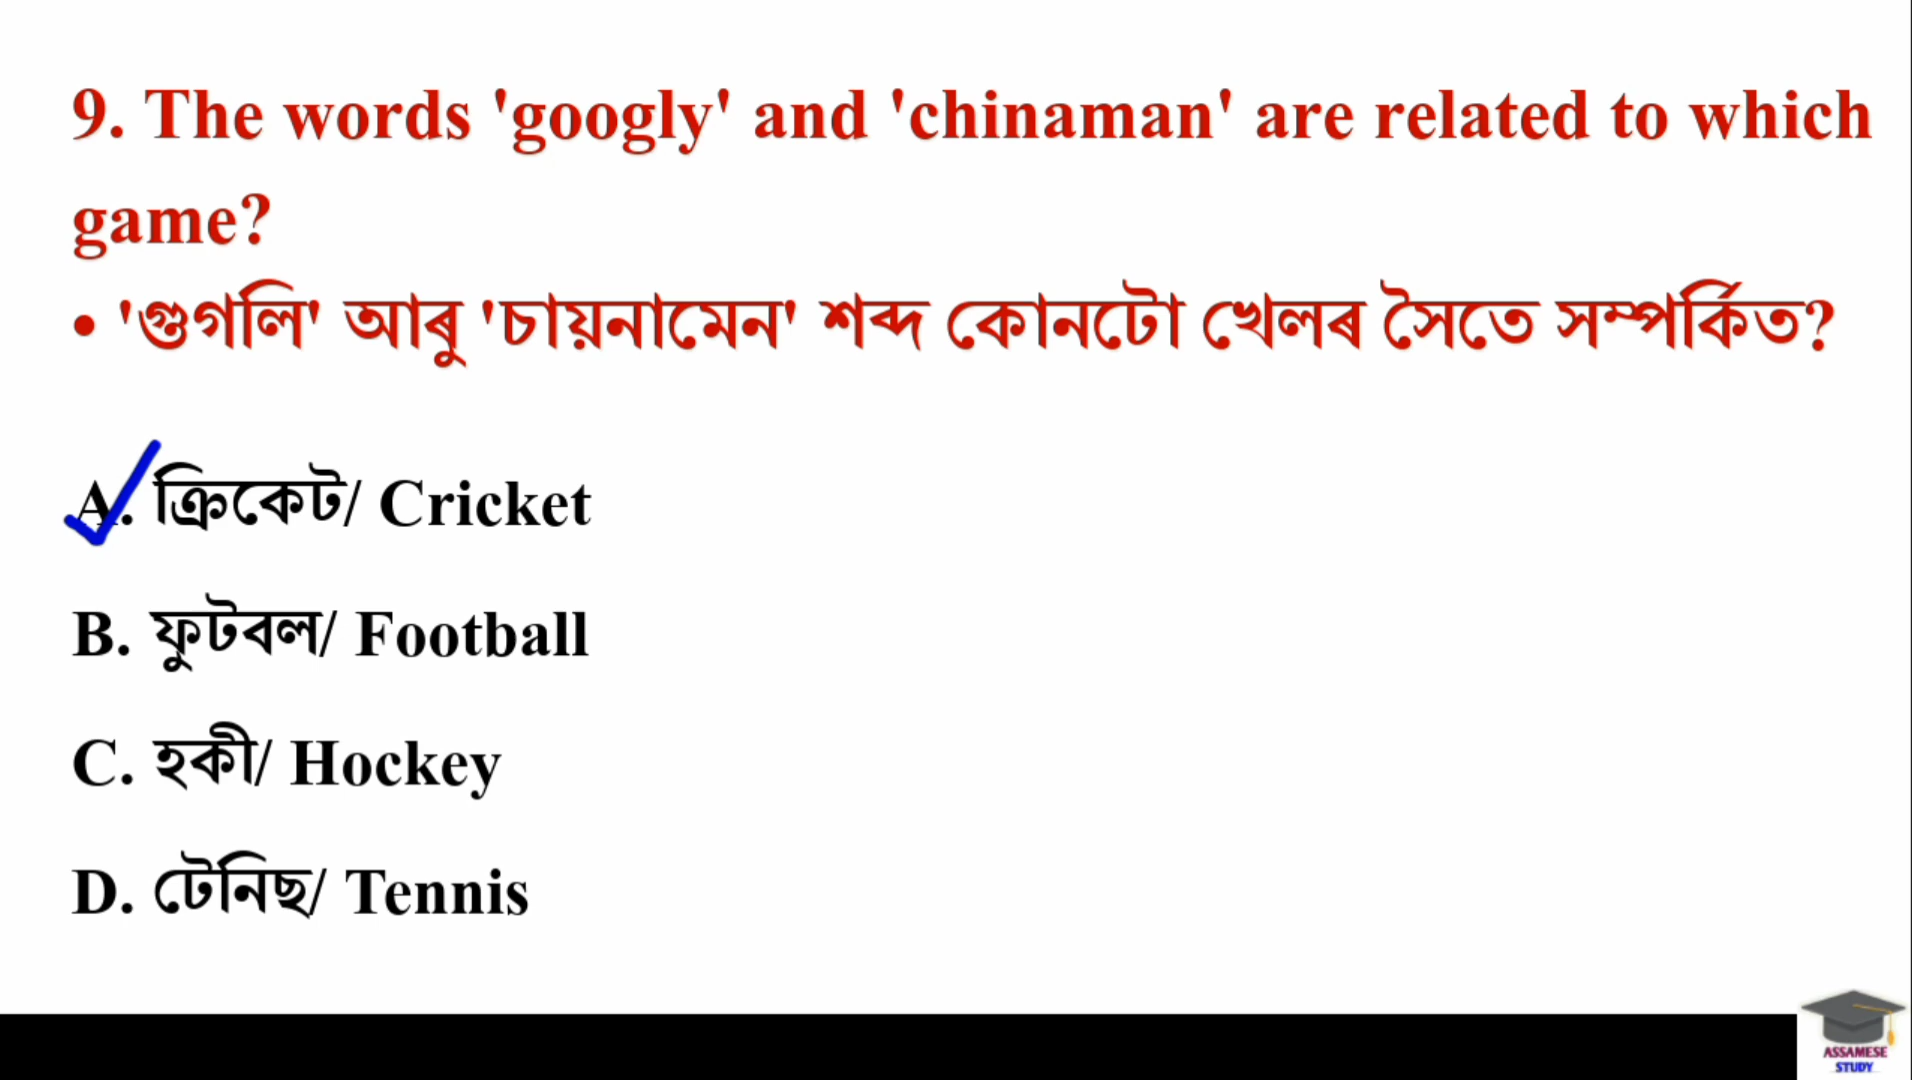 9. The words 'googly' and 'chinaman' are related to which
game?
• 'গুগলি' আৰু 'চায়নামেন' শব্দ কোনটো খেলৰ সৈতে সম্পৰ্কিত?
A. ক্ৰিকেট/ Cricket
B. ফুটবল/ Football
C. হকী/ Hockey
D. টেনিছ/ Tennis
ASSAMESE
STUDY